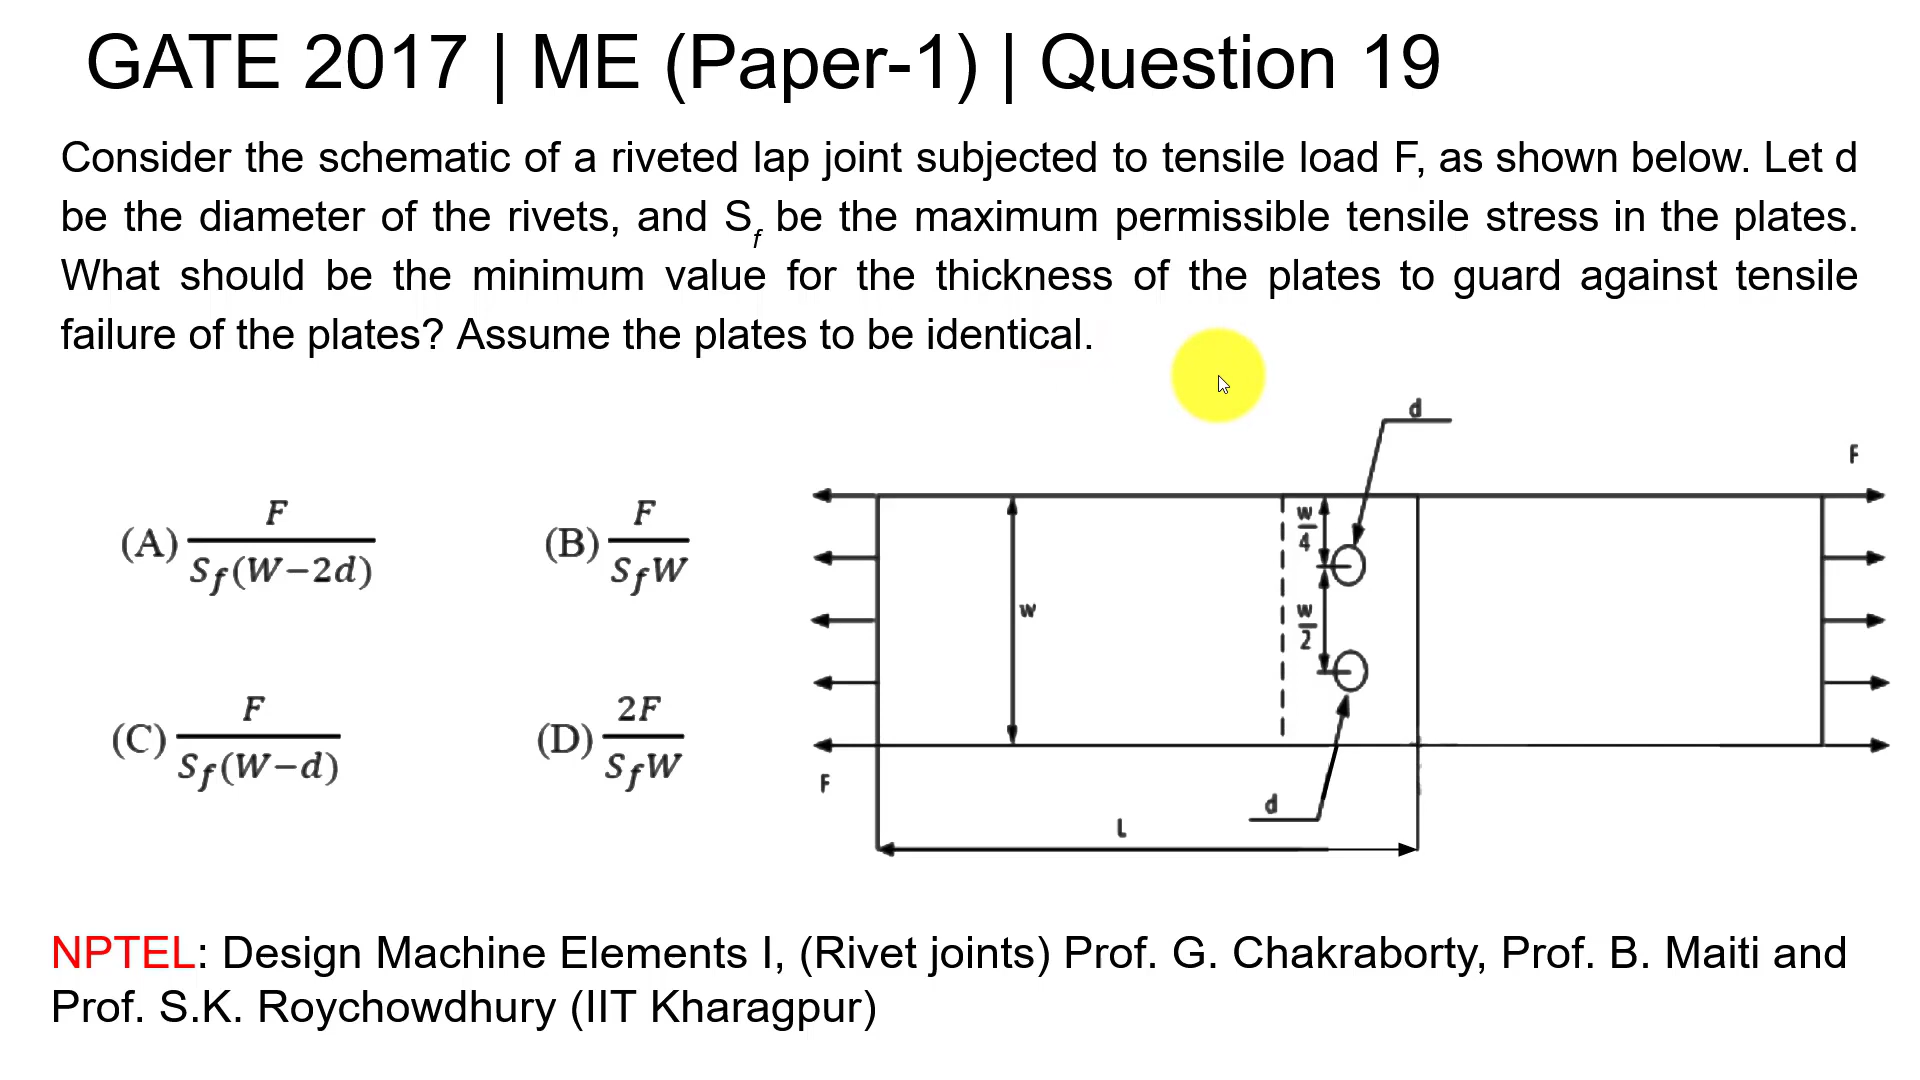 GATE 2017 | ME (Paper-1) | Question 19
Consider the schematic of a riveted lap joint subjected to tensile load F, as shown below. Let d
be the diameter of the rivets, and S_f be the maximum permissible tensile stress in the plates.
What should be the minimum value for the thickness of the plates to guard against tensile
failure of the plates? Assume the plates to be identical.
(A) F / S_f(W−2d)
(B) F / S_fW
(C) F / S_f(W−d)
(D) 2F / S_fW
d
F
w/4
w
w/2
F
d
L
NPTEL: Design Machine Elements I, (Rivet joints) Prof. G. Chakraborty, Prof. B. Maiti and
Prof. S.K. Roychowdhury (IIT Kharagpur)